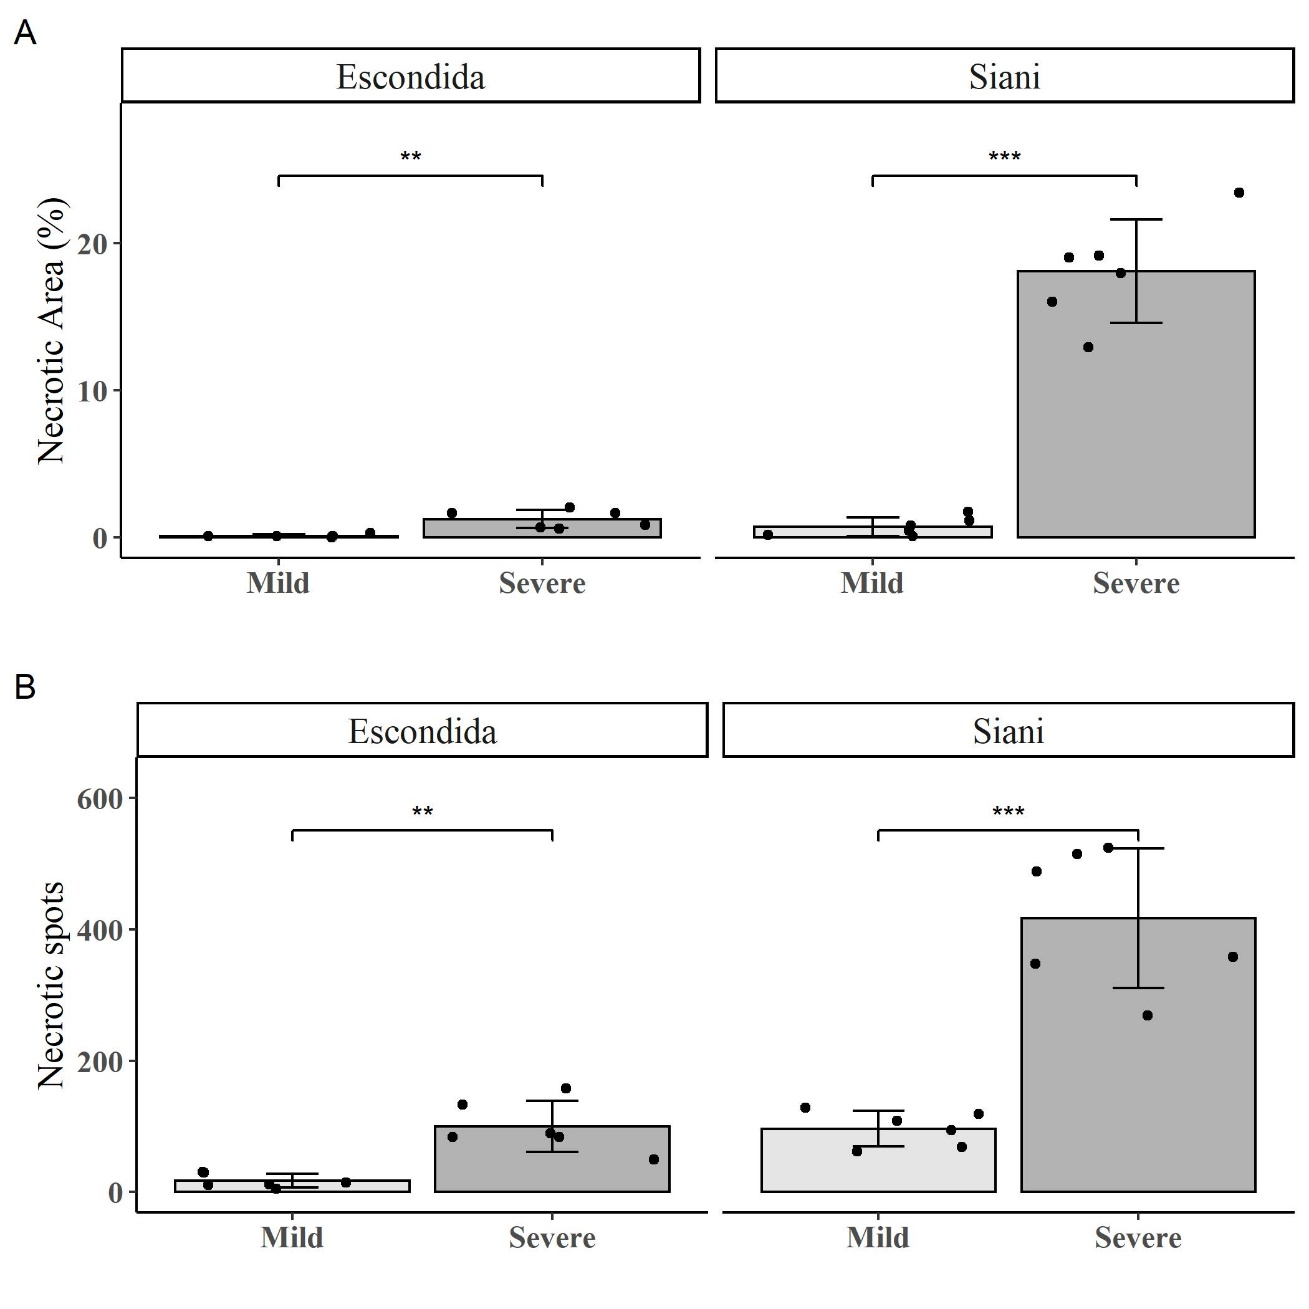 A
Escondida Siani
** ***
Necrotic Area (%)
20
10
0
Mild Severe Mild Severe
B
Escondida Siani
600
** ***
Necrotic spots
400
200
0
Mild Severe Mild Severe